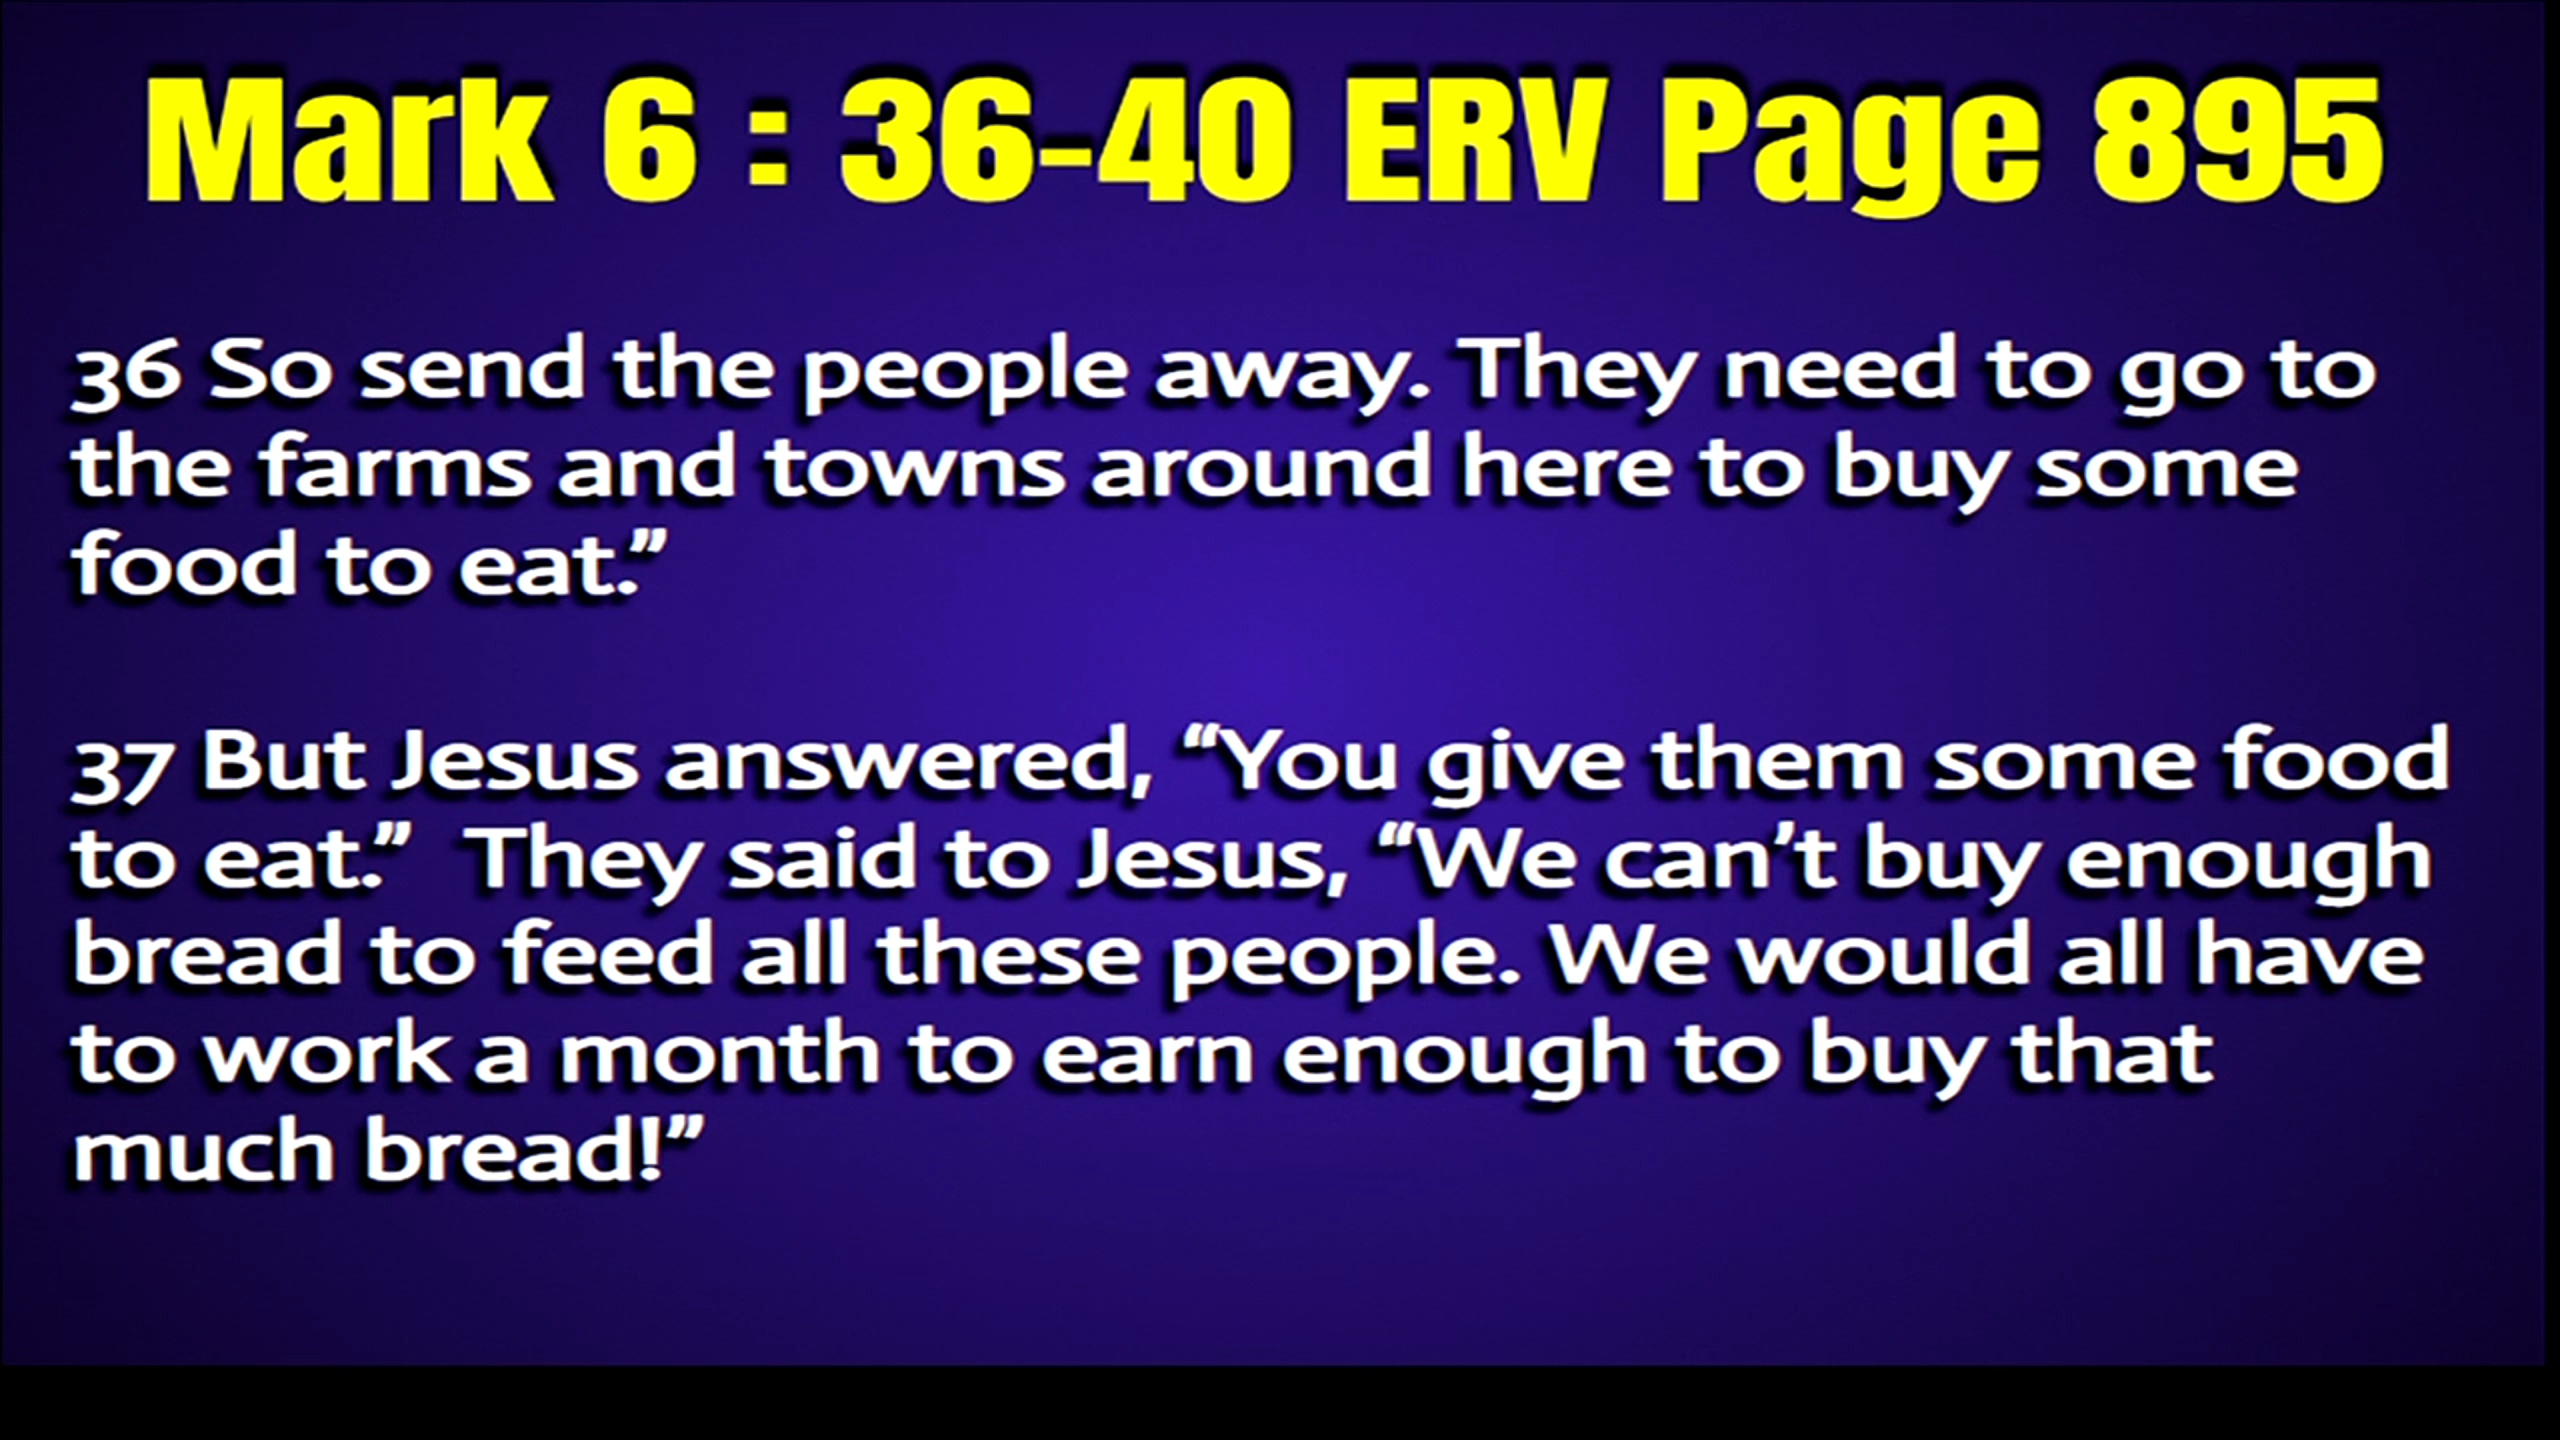 Mark 6 : 36-40 ERV Page 895
36 So send the people away. They need to go to
the farms and towns around here to buy some
food to eat.”
37 But Jesus answered, “You give them some food
to eat.”  They said to Jesus, “We can’t buy enough
bread to feed all these people. We would all have
to work a month to earn enough to buy that
much bread!”